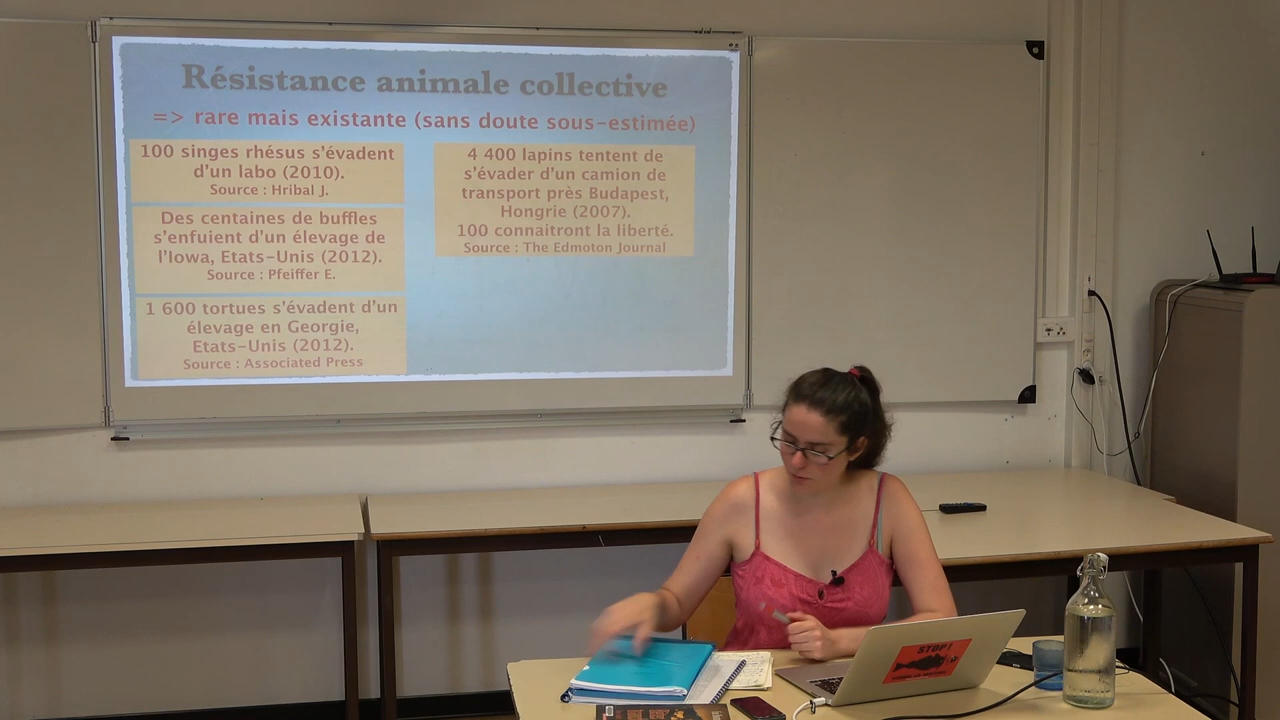 Résistance animale collective
=> rare mais existante (sans doute sous-estimée)
100 singes rhésus s'évadent
d'un labo (2010).
Source : Hribal J.
Des centaines de buffles
s'enfuient d'un élevage de
l'Iowa, Etats-Unis (2012).
Source : Pfeiffer E.
1 600 tortues s'évadent d'un
élevage en Georgie,
Etats-Unis (2012).
Source : Associated Press
4 400 lapins tentent de
s'évader d'un camion de
transport près Budapest,
Hongrie (2007).
100 connaitront la liberté.
Source : The Edmoton Journal
STOP!